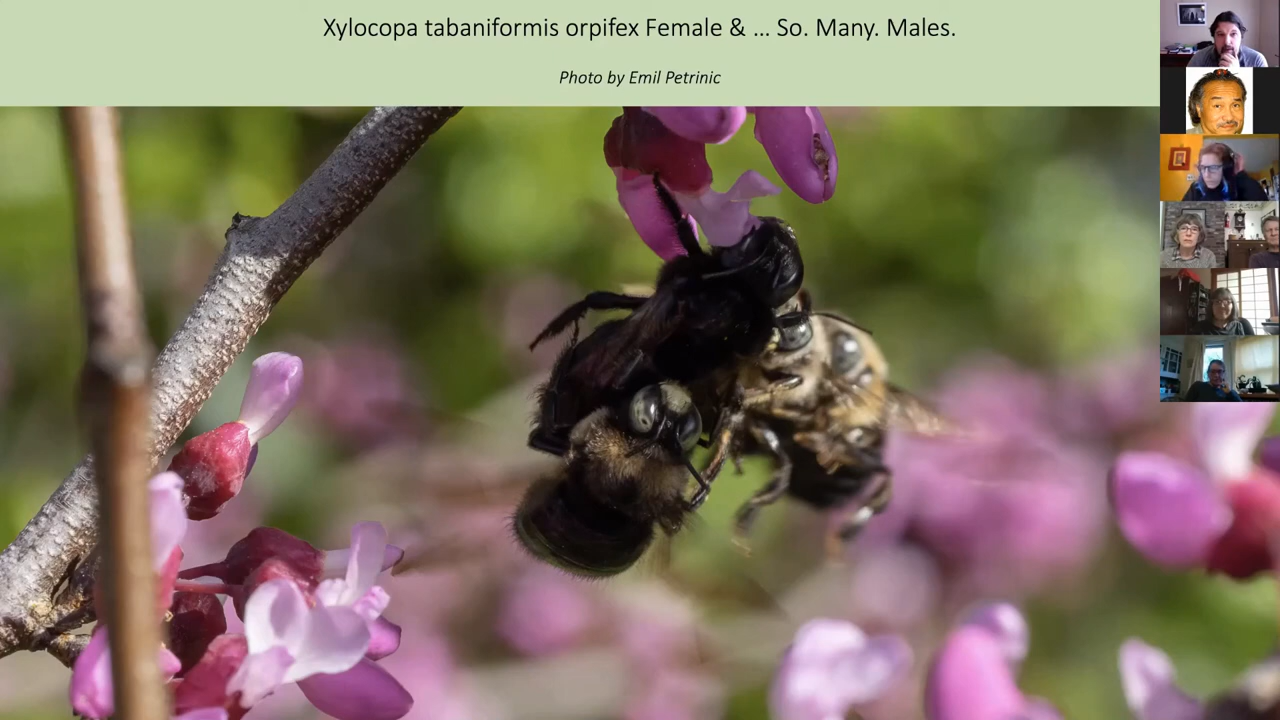 Xylocopa tabaniformis orpifex Female & … So. Many. Males.
Photo by Emil Petrinic